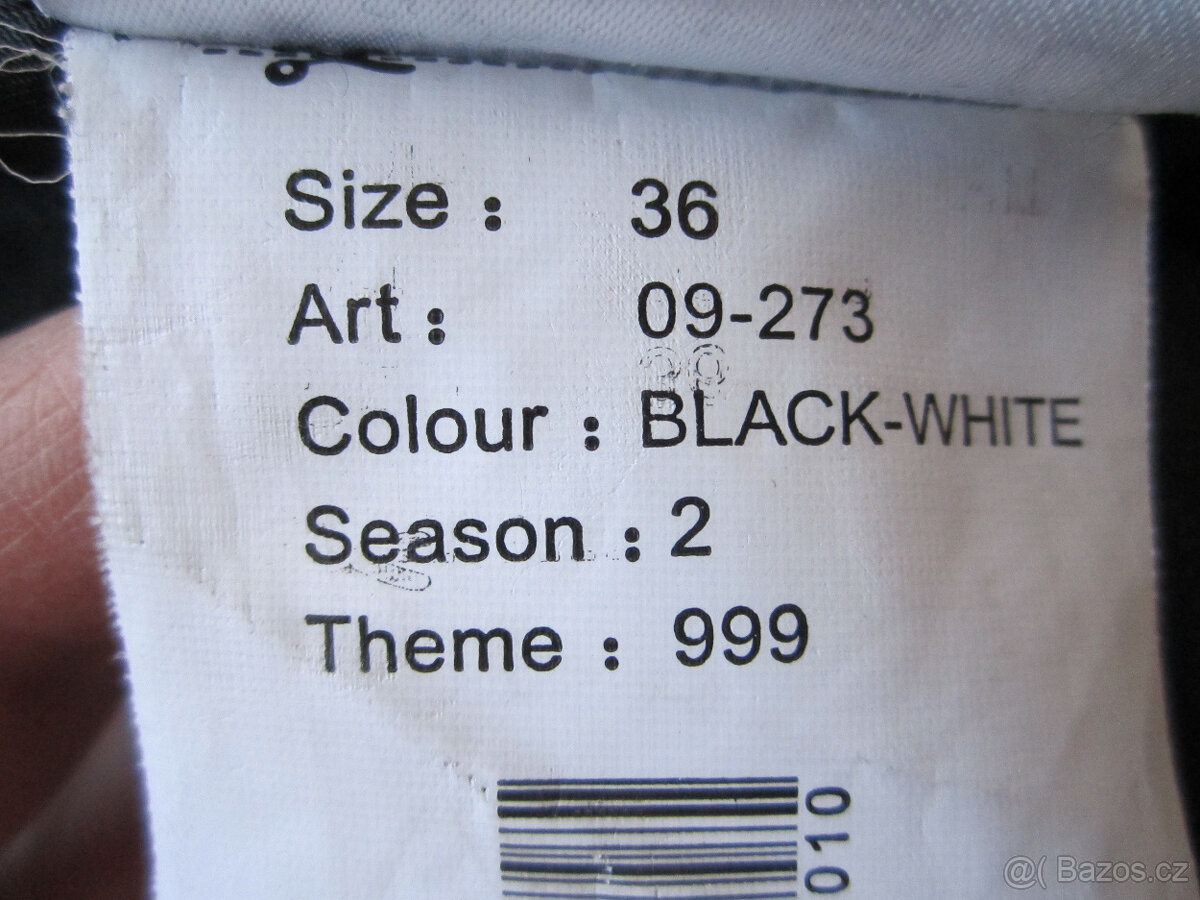 Size : 36
Art : 09-273
Colour : BLACK-WHITE
Season : 2
Theme : 999
010
@( Bazos.cz